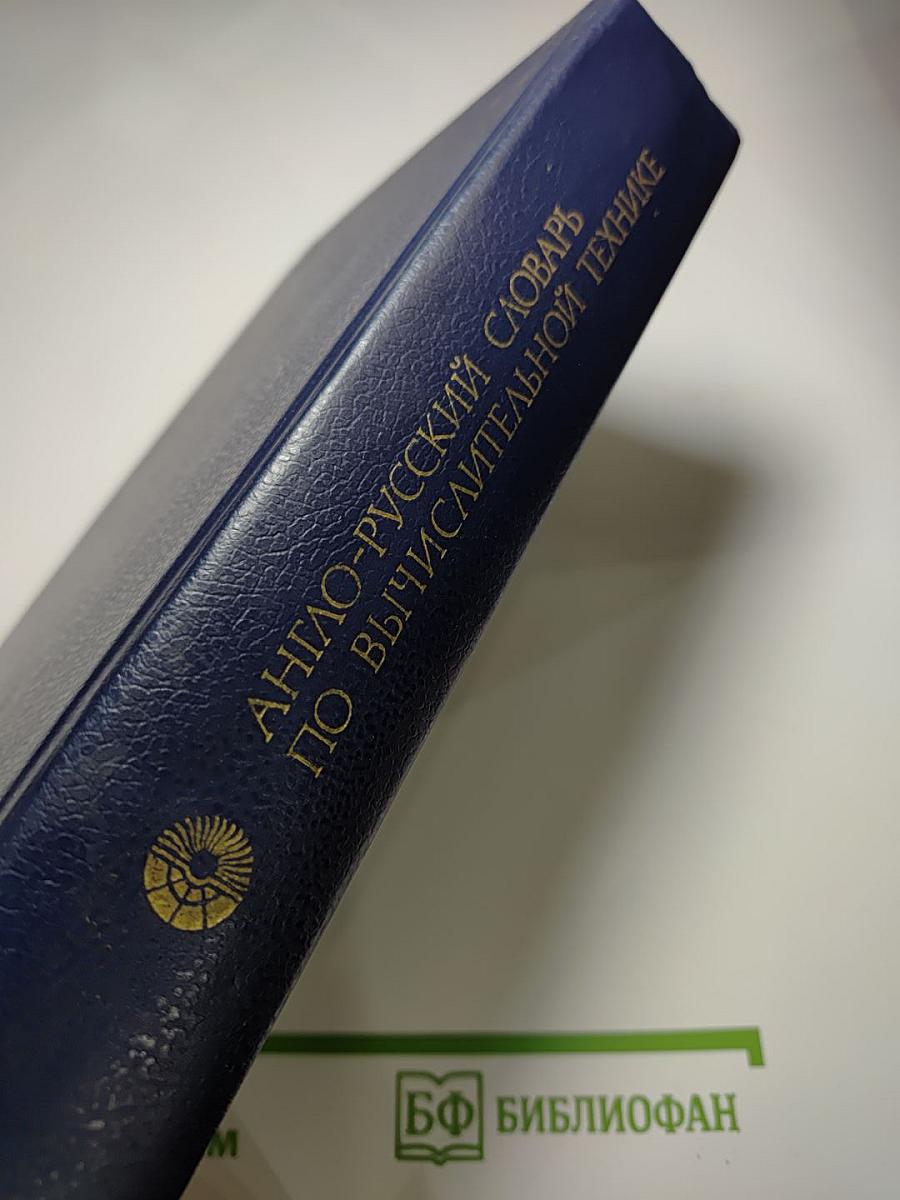 АНГЛО-РУССКИЙ СЛОВАРЬ
ПО ВЫЧИСЛИТЕЛЬНОЙ ТЕХНИКЕ
БФ БИБЛИОФАН